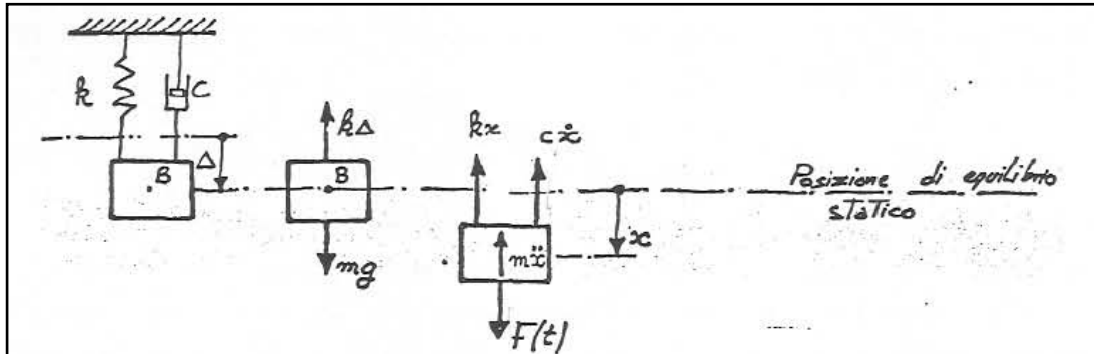 k
C
B
Δ
kΔ
B
mg
kx
cẋ
mẍ
F(t)
x
Posizione di equilibrio
statico